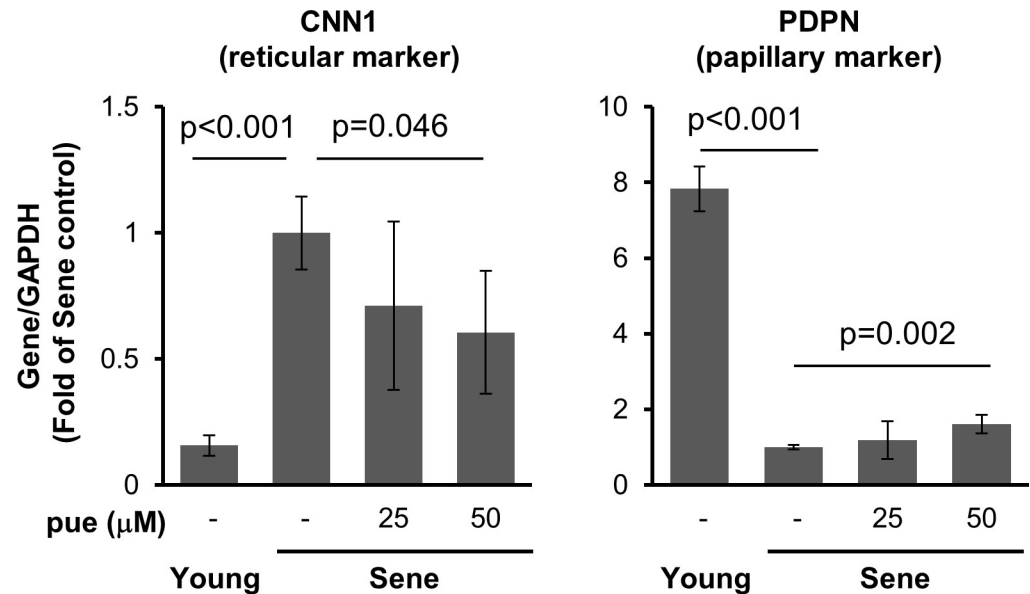 CNN1
(reticular marker)
PDPN
(papillary marker)
Gene/GAPDH
(Fold of Sene control)
1.5
1
0.5
0
p<0.001
p=0.046
10
8
6
4
2
0
p<0.001
p=0.002
pue (μM) - - 25 50
- - 25 50
Young Sene
Young Sene